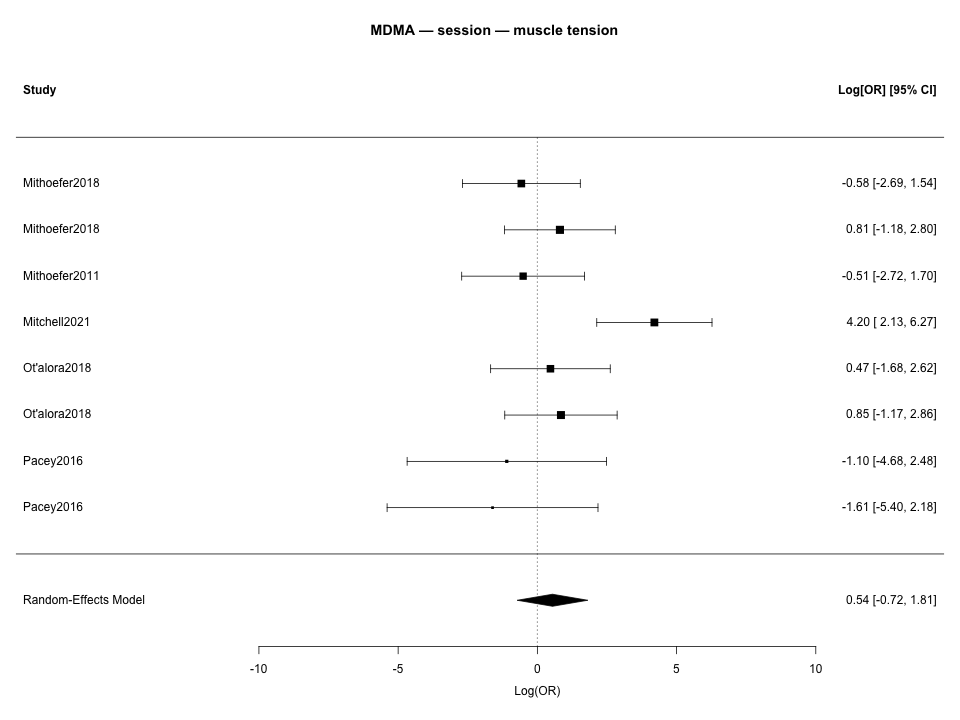 MDMA — session — muscle tension
Study Log[OR] [95% CI]
Mithoefer2018 -0.58 [-2.69, 1.54]
Mithoefer2018 0.81 [-1.18, 2.80]
Mithoefer2011 -0.51 [-2.72, 1.70]
Mitchell2021 4.20 [ 2.13, 6.27]
Ot'alora2018 0.47 [-1.68, 2.62]
Ot'alora2018 0.85 [-1.17, 2.86]
Pacey2016 -1.10 [-4.68, 2.48]
Pacey2016 -1.61 [-5.40, 2.18]
Random-Effects Model 0.54 [-0.72, 1.81]
-10 -5 0 5 10
Log(OR)